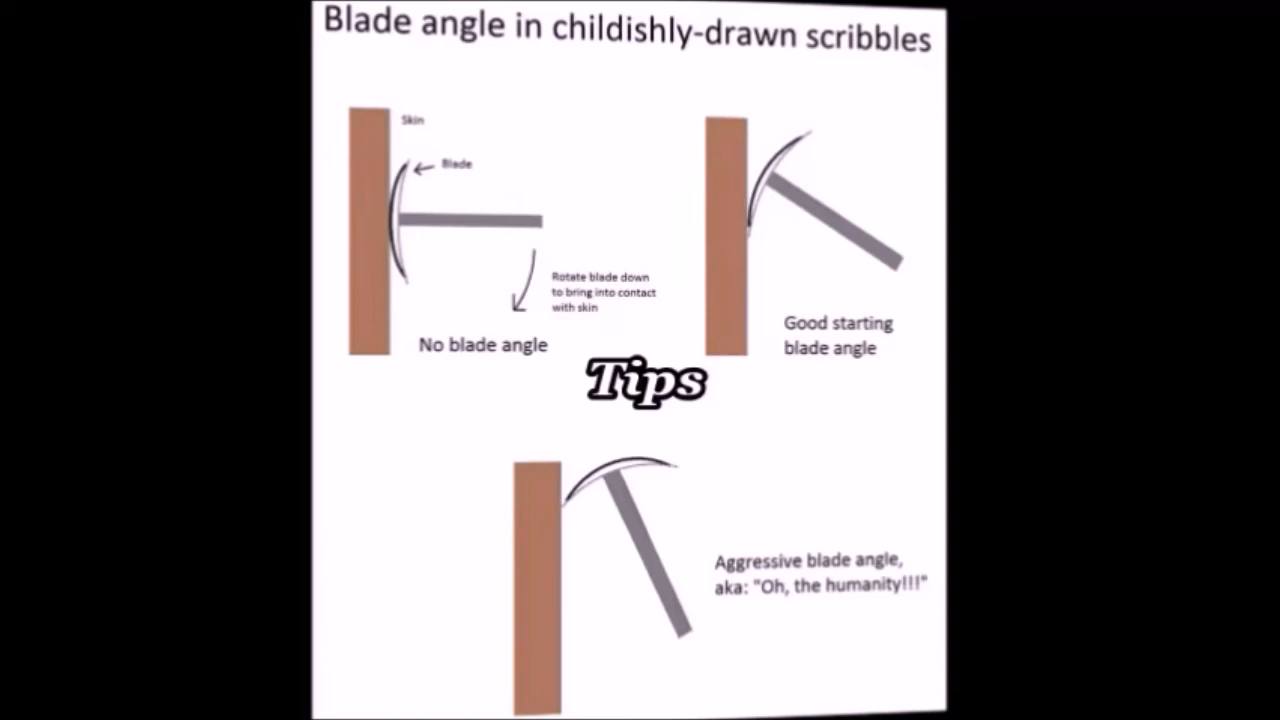 Blade angle in childishly-drawn scribbles
Skin
Blade
Rotate blade down
to bring into contact
with skin
No blade angle
Good starting
blade angle
Tips
Aggressive blade angle,
aka: "Oh, the humanity!!!"